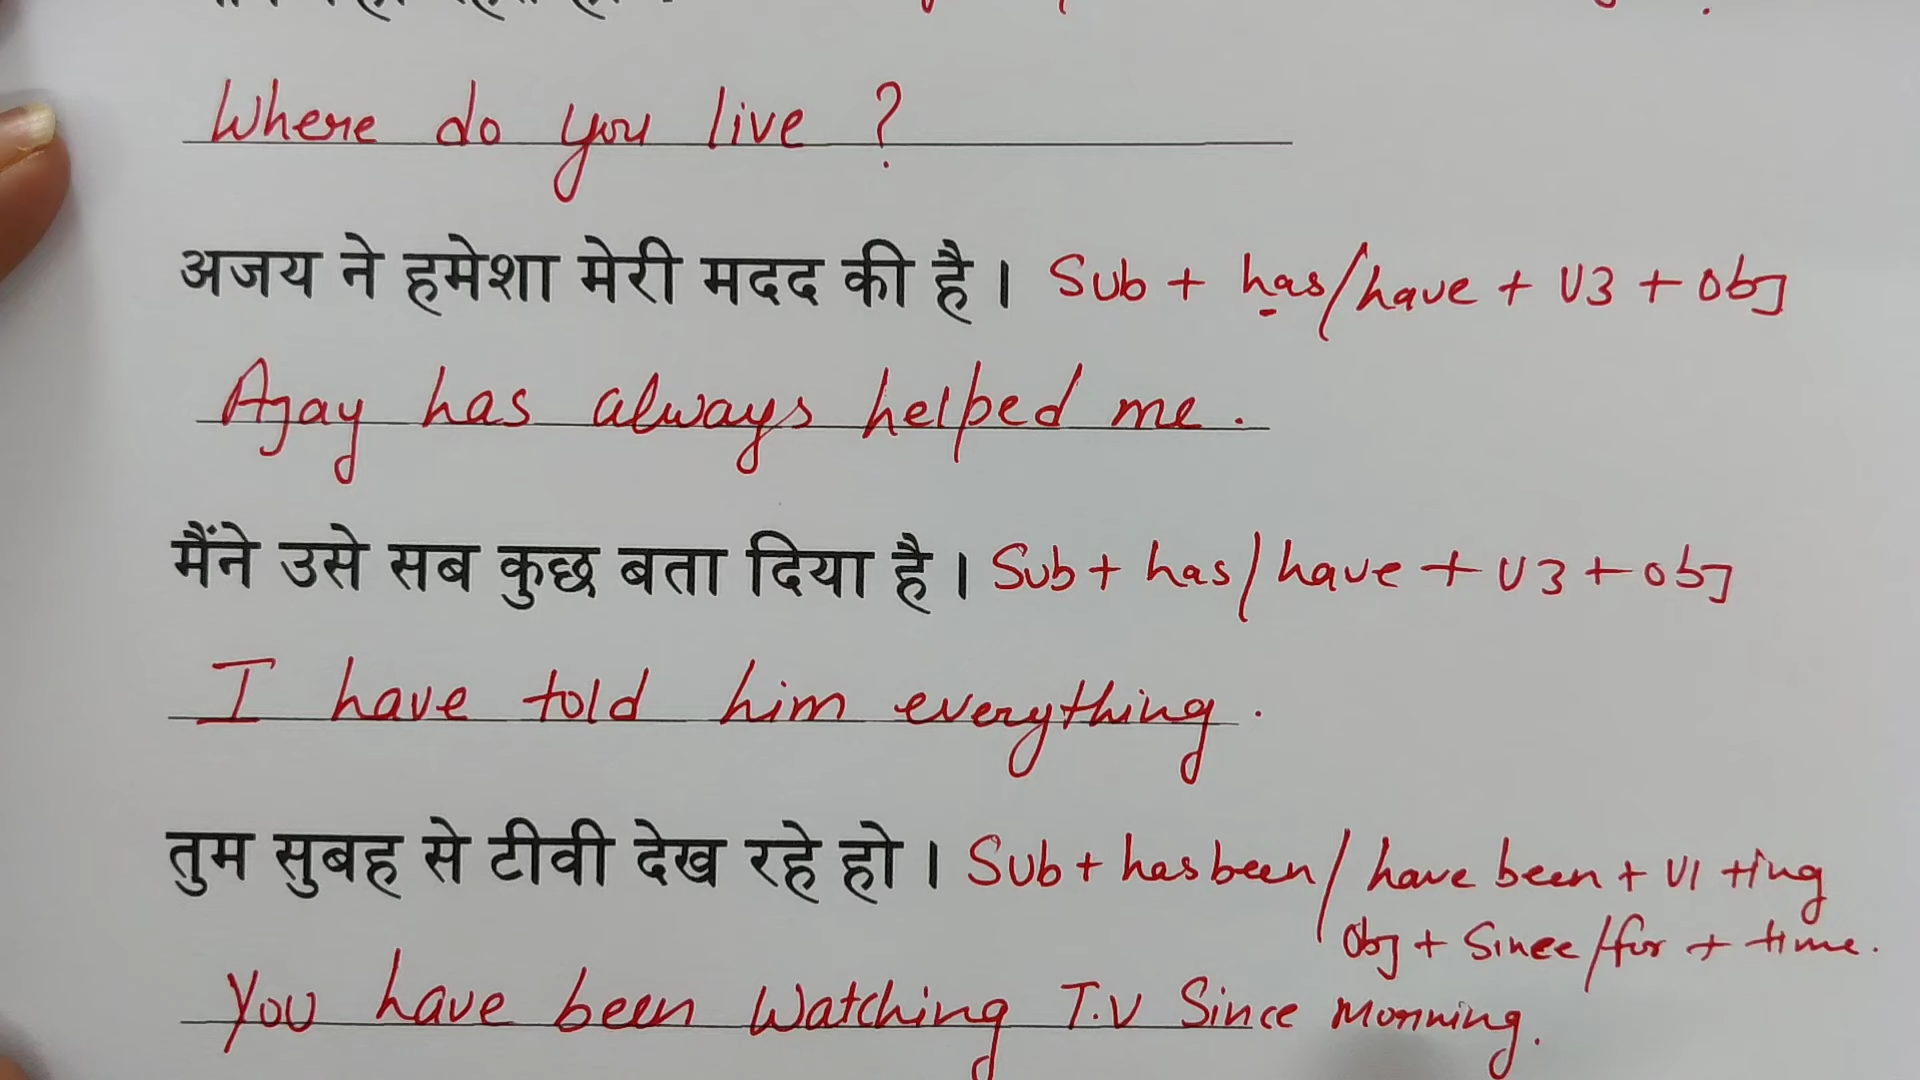 Where do you live ?
अजय ने हमेशा मेरी मदद की है। Sub + has/have + V3 + obj
Ajay has always helped me.
मैंने उसे सब कुछ बता दिया है। Sub + has/have + V3 + obj
I have told him everything.
तुम सुबह से टीवी देख रहे हो। Sub + has been / have been + V1 + ing
Obj + Since/for + time.
You have been watching T.V Since morning.